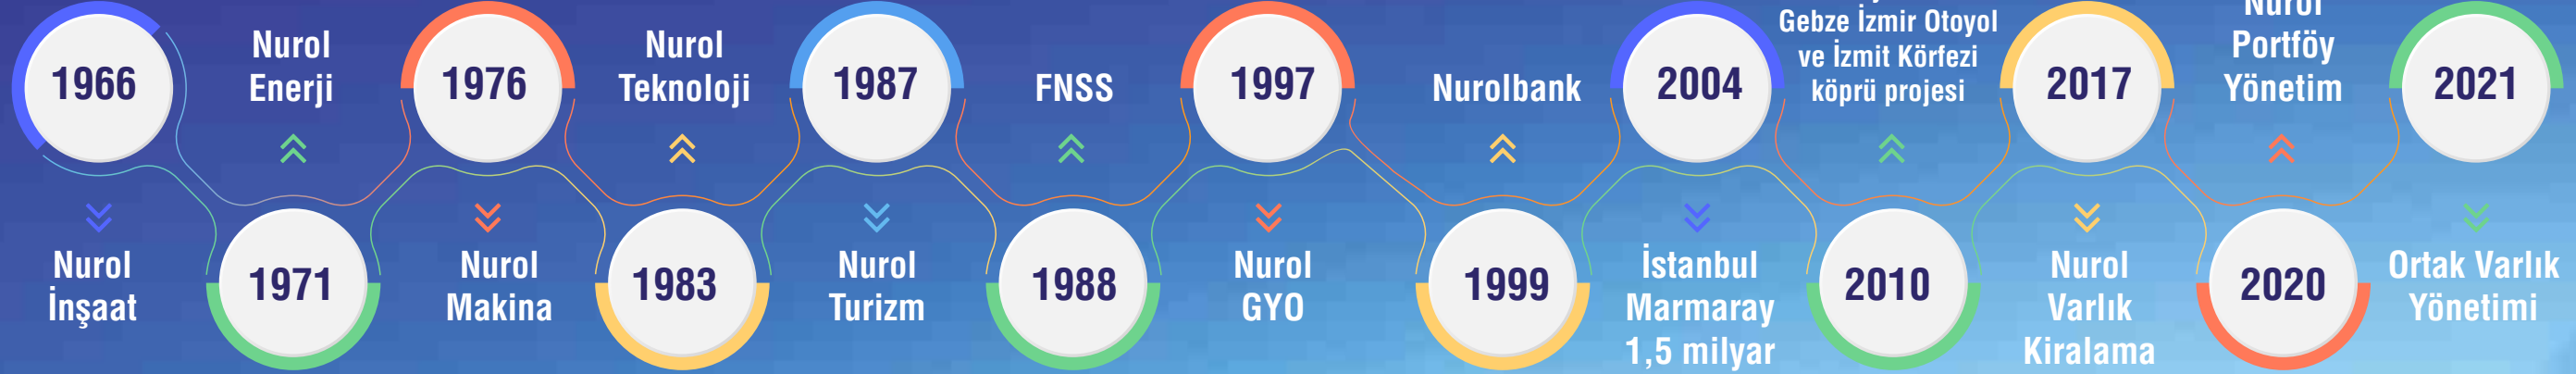 1966
Nurol
İnşaat
Nurol
Enerji
1971
1976
Nurol
Makina
Nurol
Teknoloji
1983
1987
Nurol
Turizm
FNSS
1988
1997
Nurol
GYO
Nurolbank
1999
2004
İstanbul
Marmaray
1,5 milyar
Gebze İzmir Otoyol
ve İzmit Körfezi
köprü projesi
2010
2017
Nurol
Varlık
Kiralama
Nurol
Portföy
Yönetim
2020
2021
Ortak Varlık
Yönetimi